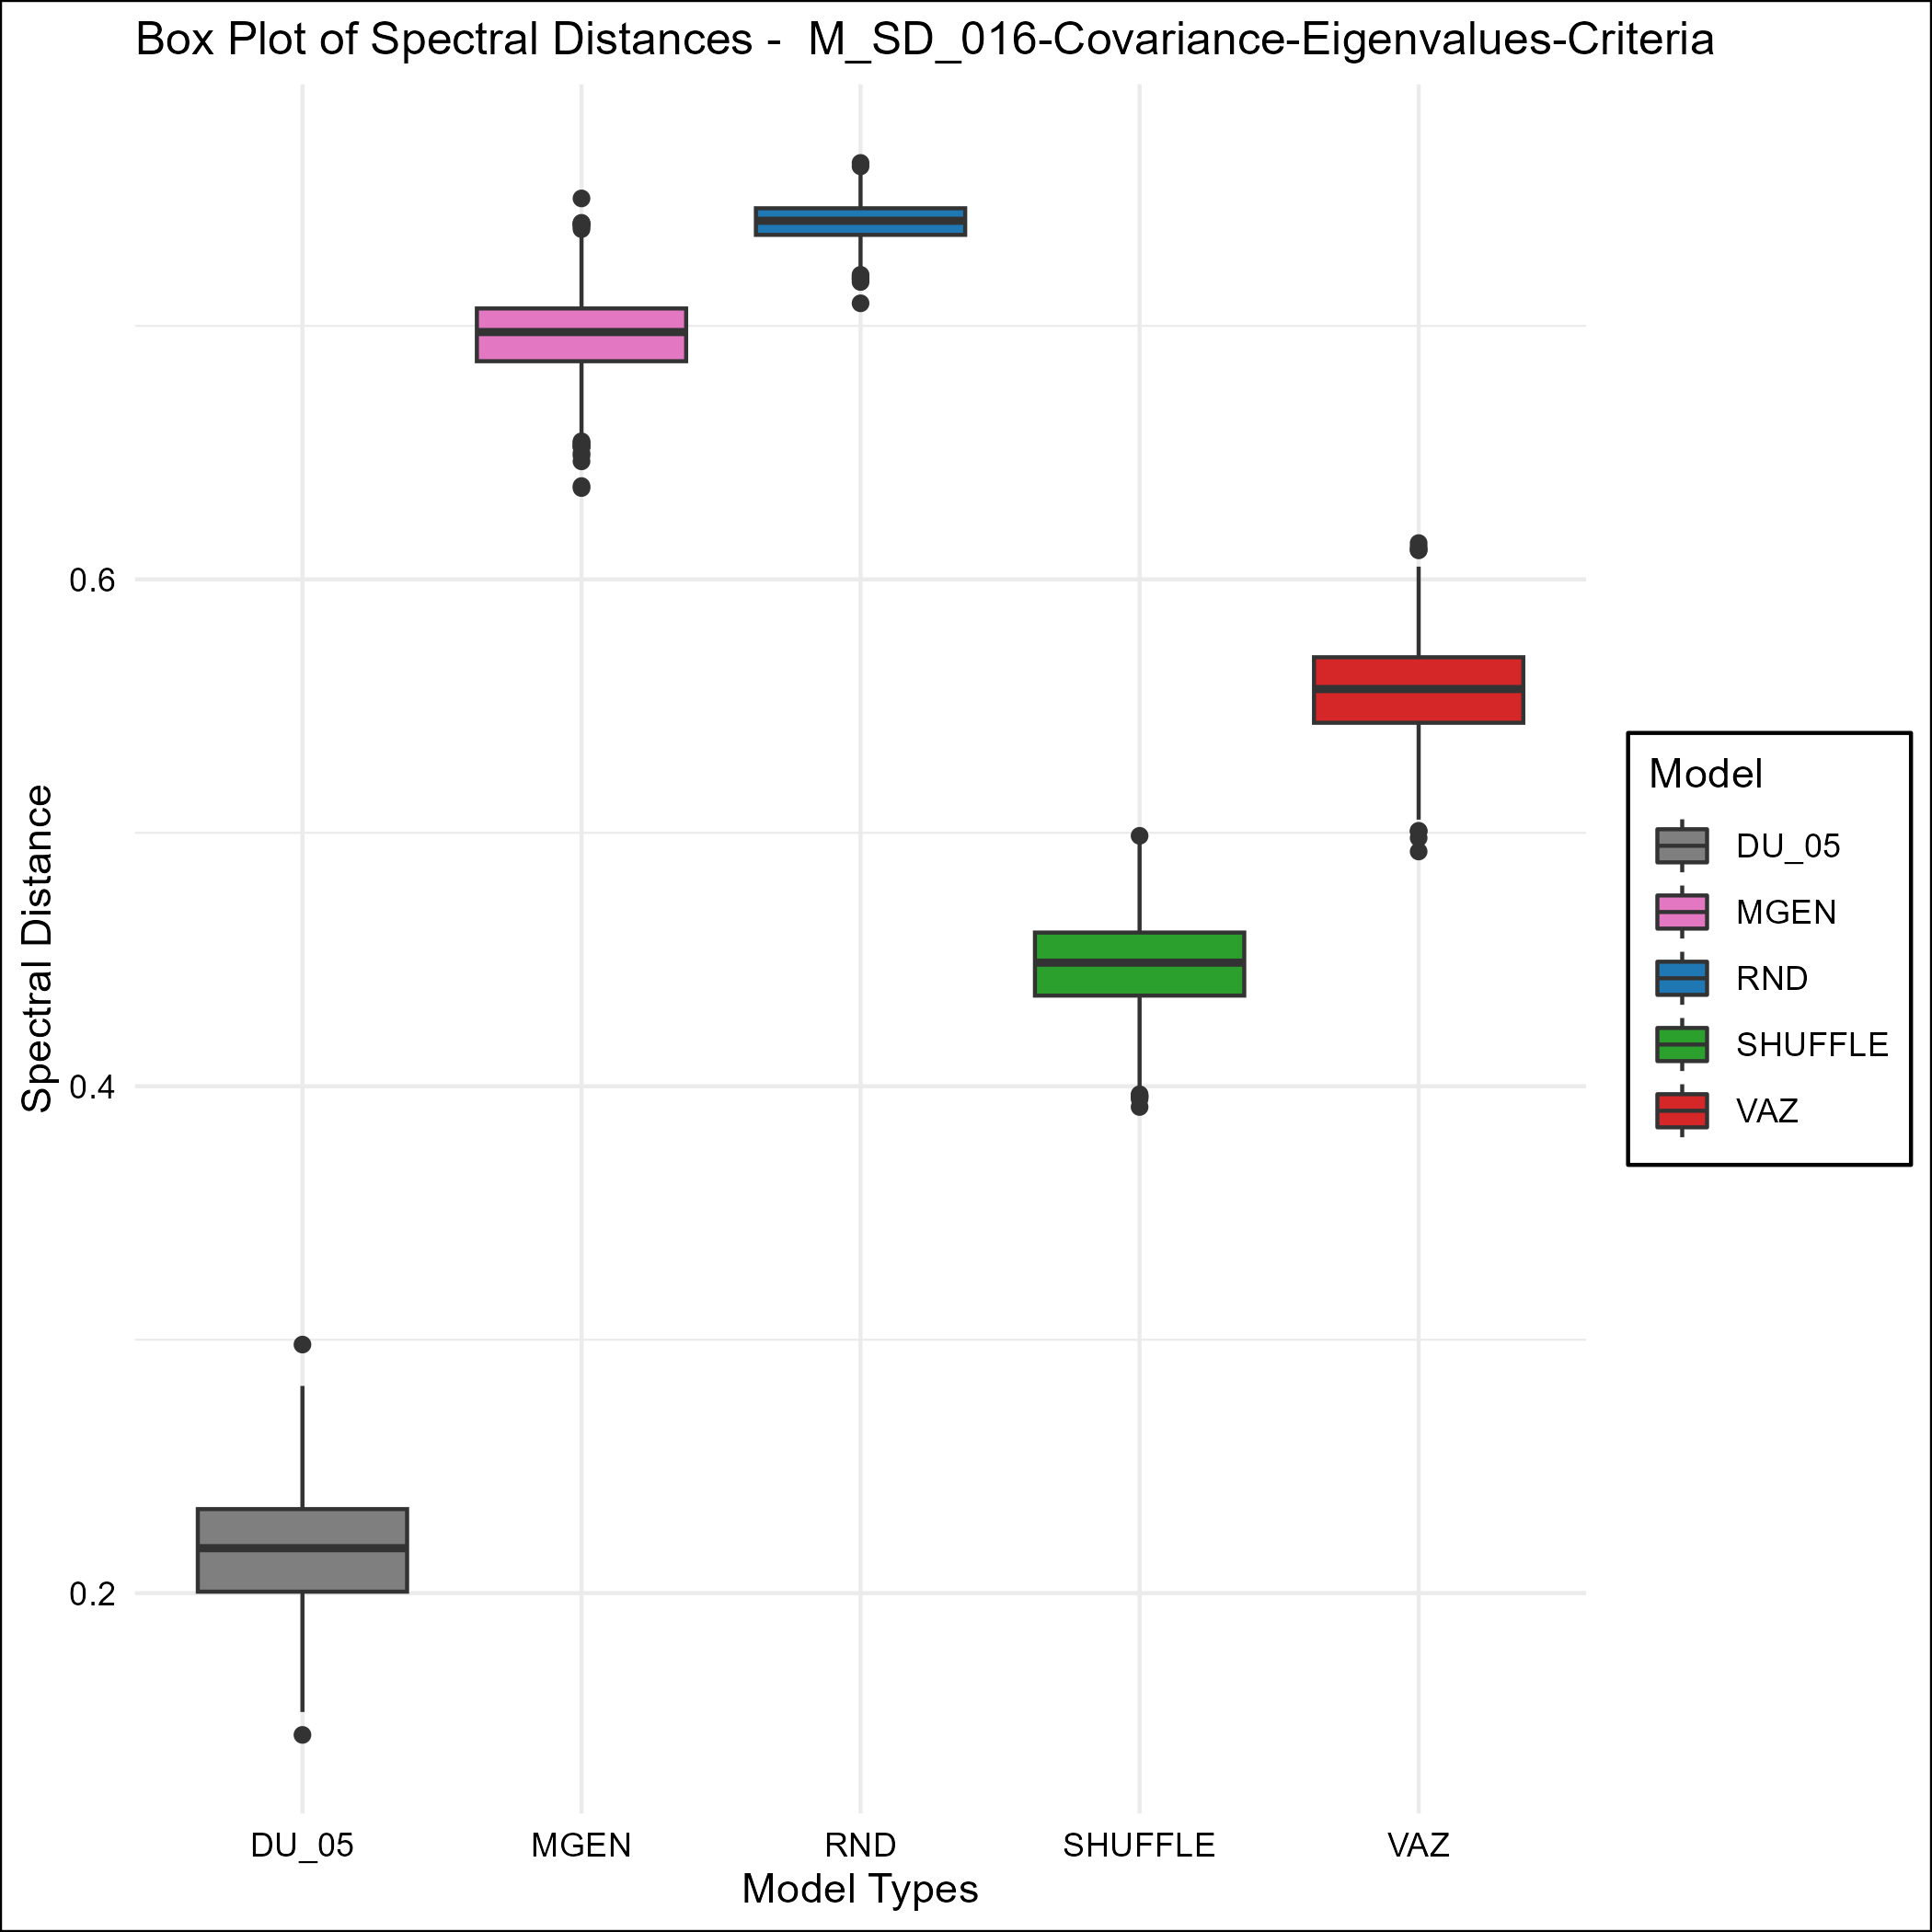 Box Plot of Spectral Distances -  M_SD_016-Covariance-Eigenvalues-Criteria
Spectral Distance
0.6
0.4
0.2
DU_05
MGEN
RND
SHUFFLE
VAZ
Model Types
Model
DU_05
MGEN
RND
SHUFFLE
VAZ